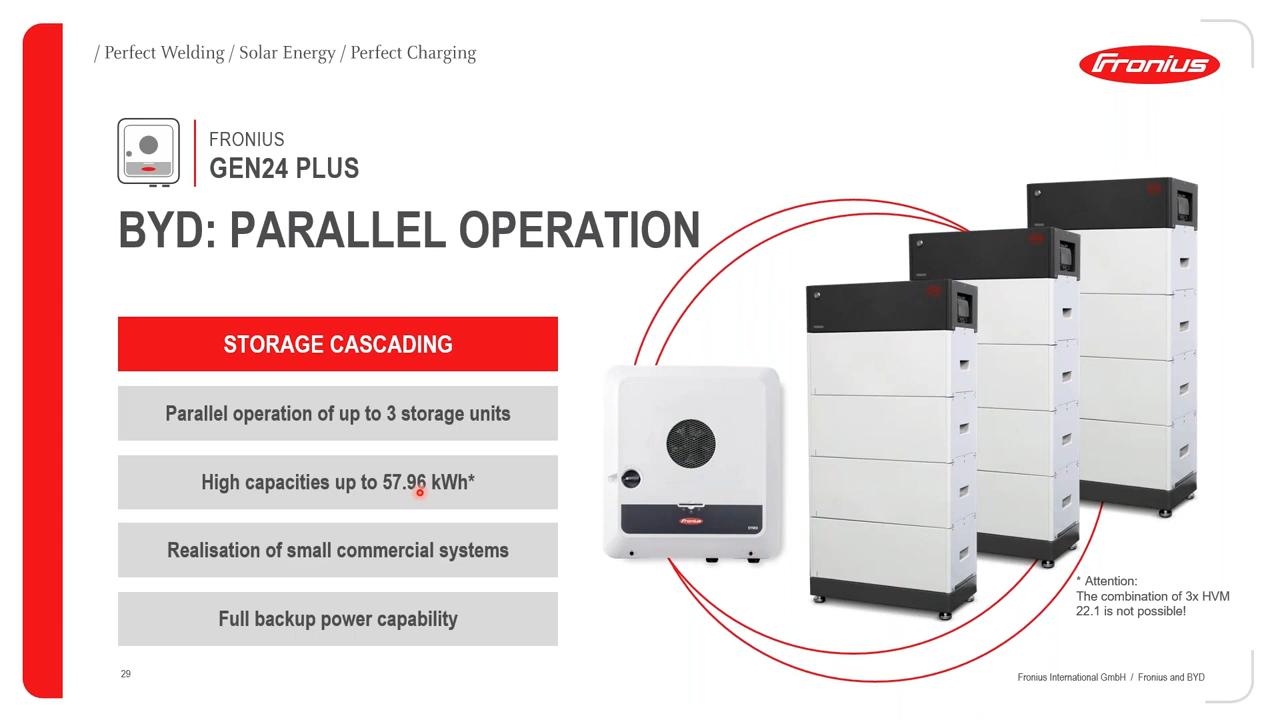 / Perfect Welding / Solar Energy / Perfect Charging
Fronius
FRONIUS
GEN24 PLUS
BYD: PARALLEL OPERATION
STORAGE CASCADING
Parallel operation of up to 3 storage units
High capacities up to 57.96 kWh*
Realisation of small commercial systems
Full backup power capability
Fronius
* Attention:
The combination of 3x HVM
22.1 is not possible!
29
Fronius International GmbH / Fronius and BYD